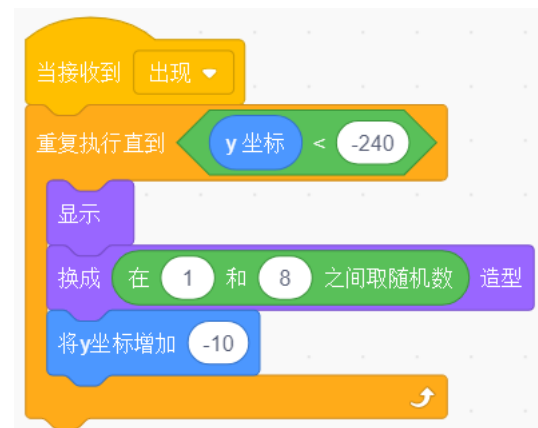 当接收到 出现
重复执行直到 y 坐标 < -240
显示
换成 在 1 和 8 之间取随机数 造型
将y坐标增加 -10